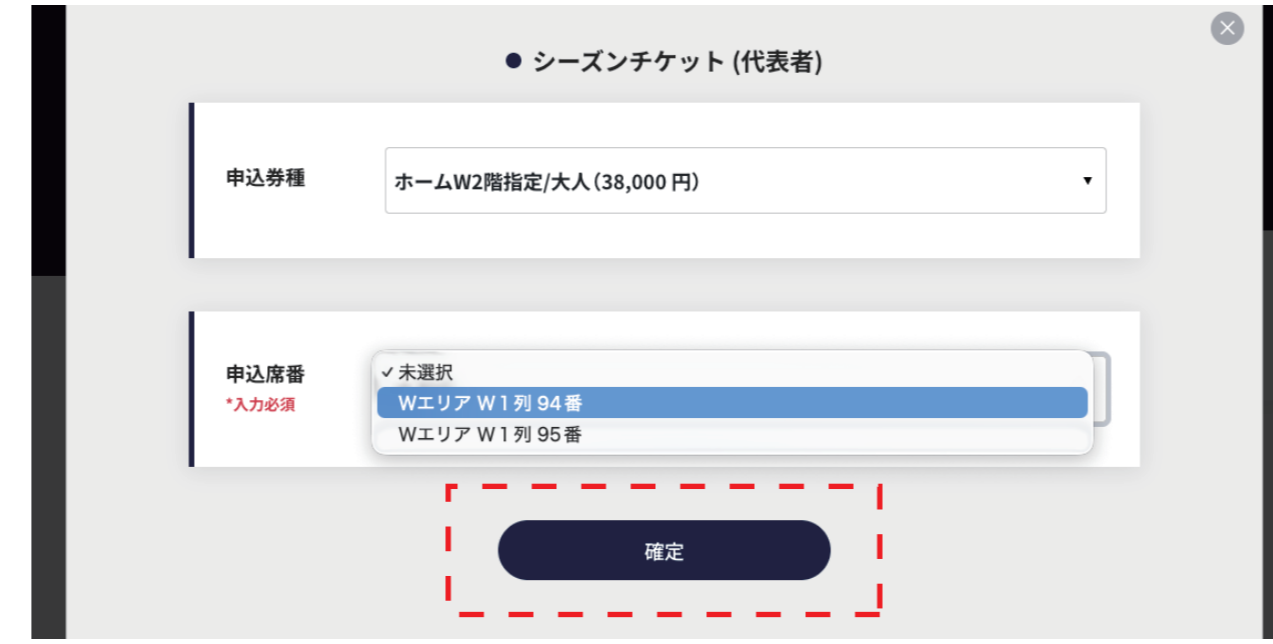 ● シーズンチケット (代表者)
申込券種
ホームW2階指定/大人（38,000 円）
申込席番
*入力必須
✓ 未選択
Wエリア W 1 列 94 番
Wエリア W 1 列 95 番
確定